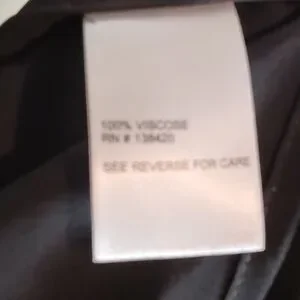 100% VISCOSE
RN # 138420
SEE REVERSE FOR CARE